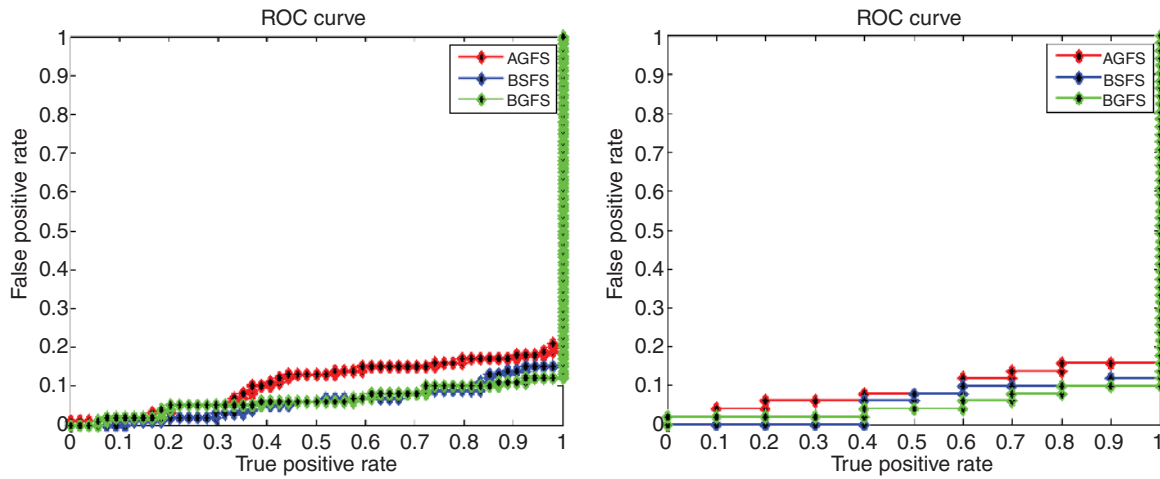 ROC curve
1
0.9
0.8
0.7
0.6
0.5
0.4
0.3
0.2
0.1
0
False positive rate
AGFS
BSFS
BGFS
0 0.1 0.2 0.3 0.4 0.5 0.6 0.7 0.8 0.9 1
True positive rate
ROC curve
1
0.9
0.8
0.7
0.6
0.5
0.4
0.3
0.2
0.1
0
False positive rate
AGFS
BSFS
BGFS
0 0.1 0.2 0.3 0.4 0.5 0.6 0.7 0.8 0.9 1
True positive rate